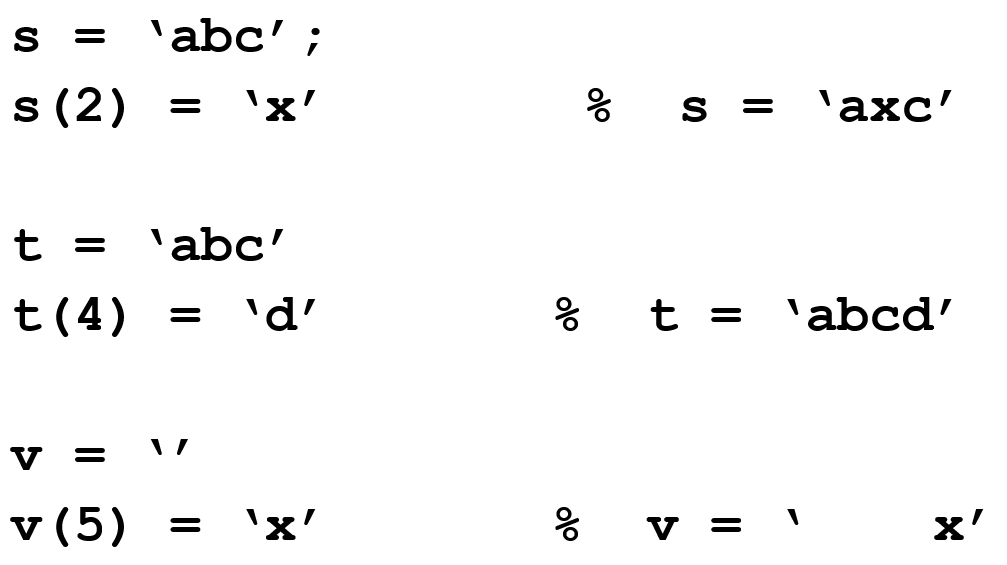 s = ‘abc’;
s(2) = ‘x’         %  s = ‘axc’
t = ‘abc’
t(4) = ‘d’        %  t = ‘abcd’
v = ‘’
v(5) = ‘x’        %  v = ‘    x’